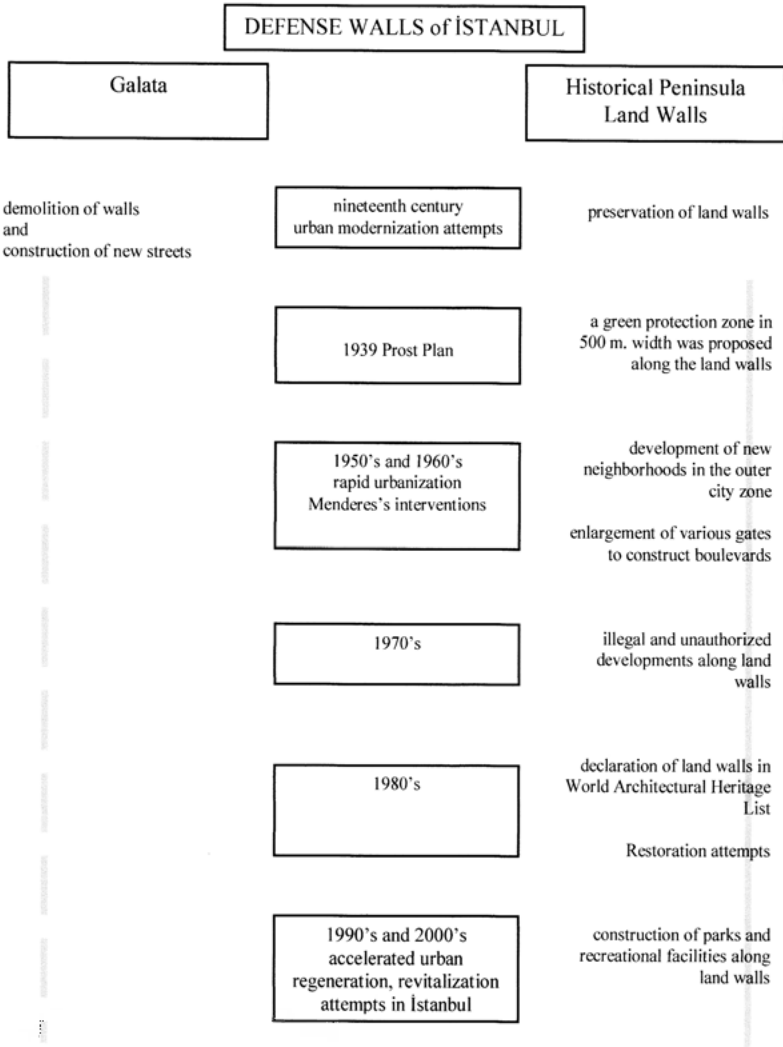 DEFENSE WALLS of İSTANBUL
Galata
Historical Peninsula
Land Walls
demolition of walls
and
construction of new streets
nineteenth century
urban modernization attempts
preservation of land walls
1939 Prost Plan
a green protection zone in
500 m. width was proposed
along the land walls
1950's and 1960's
rapid urbanization
Menderes's interventions
development of new
neighborhoods in the outer
city zone
enlargement of various gates
to construct boulevards
1970's
illegal and unauthorized
developments along land
walls
1980's
declaration of land walls in
World Architectural Heritage
List
Restoration attempts
1990's and 2000's
accelerated urban
regeneration, revitalization
attempts in İstanbul
construction of parks and
recreational facilities along
land walls